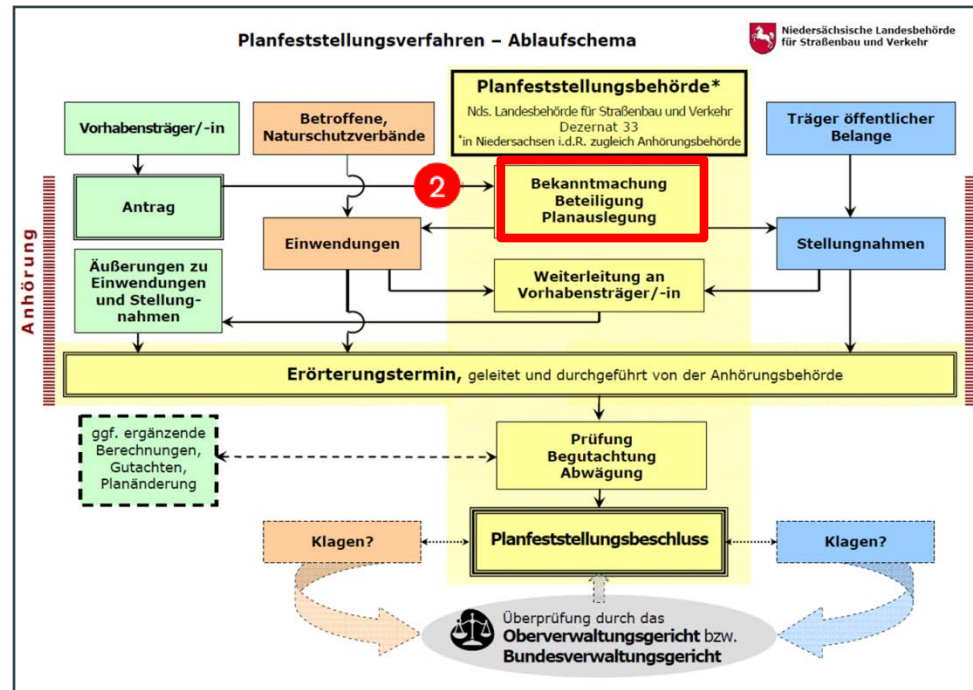 Planfeststellungsverfahren – Ablaufschema
Niedersächsische Landesbehörde
für Straßenbau und Verkehr
Planfeststellungsbehörde*
Nds. Landesbehörde für Straßenbau und Verkehr
Dezernat 33
*in Niedersachsen i.d.R. zugleich Anhörungsbehörde
Vorhabensträger/-in
Betroffene,
Naturschutzverbände
Träger öffentlicher
Belange
Anhörung
Antrag
2
Bekanntmachung
Beteiligung
Planauslegung
Einwendungen
Stellungnahmen
Äußerungen zu
Einwendungen
und Stellung-
nahmen
Weiterleitung an
Vorhabensträger/-in
Erörterungstermin, geleitet und durchgeführt von der Anhörungsbehörde
ggf. ergänzende
Berechnungen,
Gutachten,
Planänderung
Prüfung
Begutachtung
Abwägung
Klagen?
Planfeststellungsbeschluss
Klagen?
Überprüfung durch das
Oberverwaltungsgericht bzw.
Bundesverwaltungsgericht